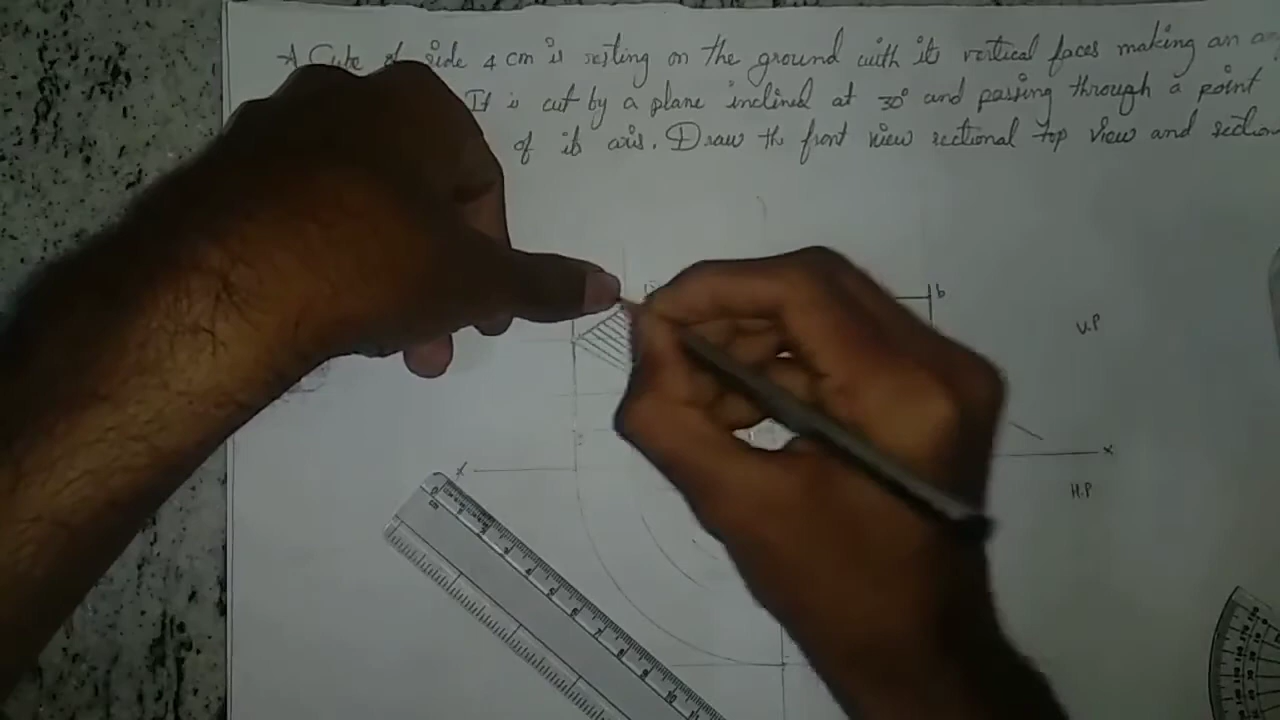 A Cube of side 4 cm is resting on the ground with its vertical faces making an
It is cut by a plane inclined at 30° and passing through a point
of its axis. Draw the front view sectional top view and section
b
V.P
X
X
H.P